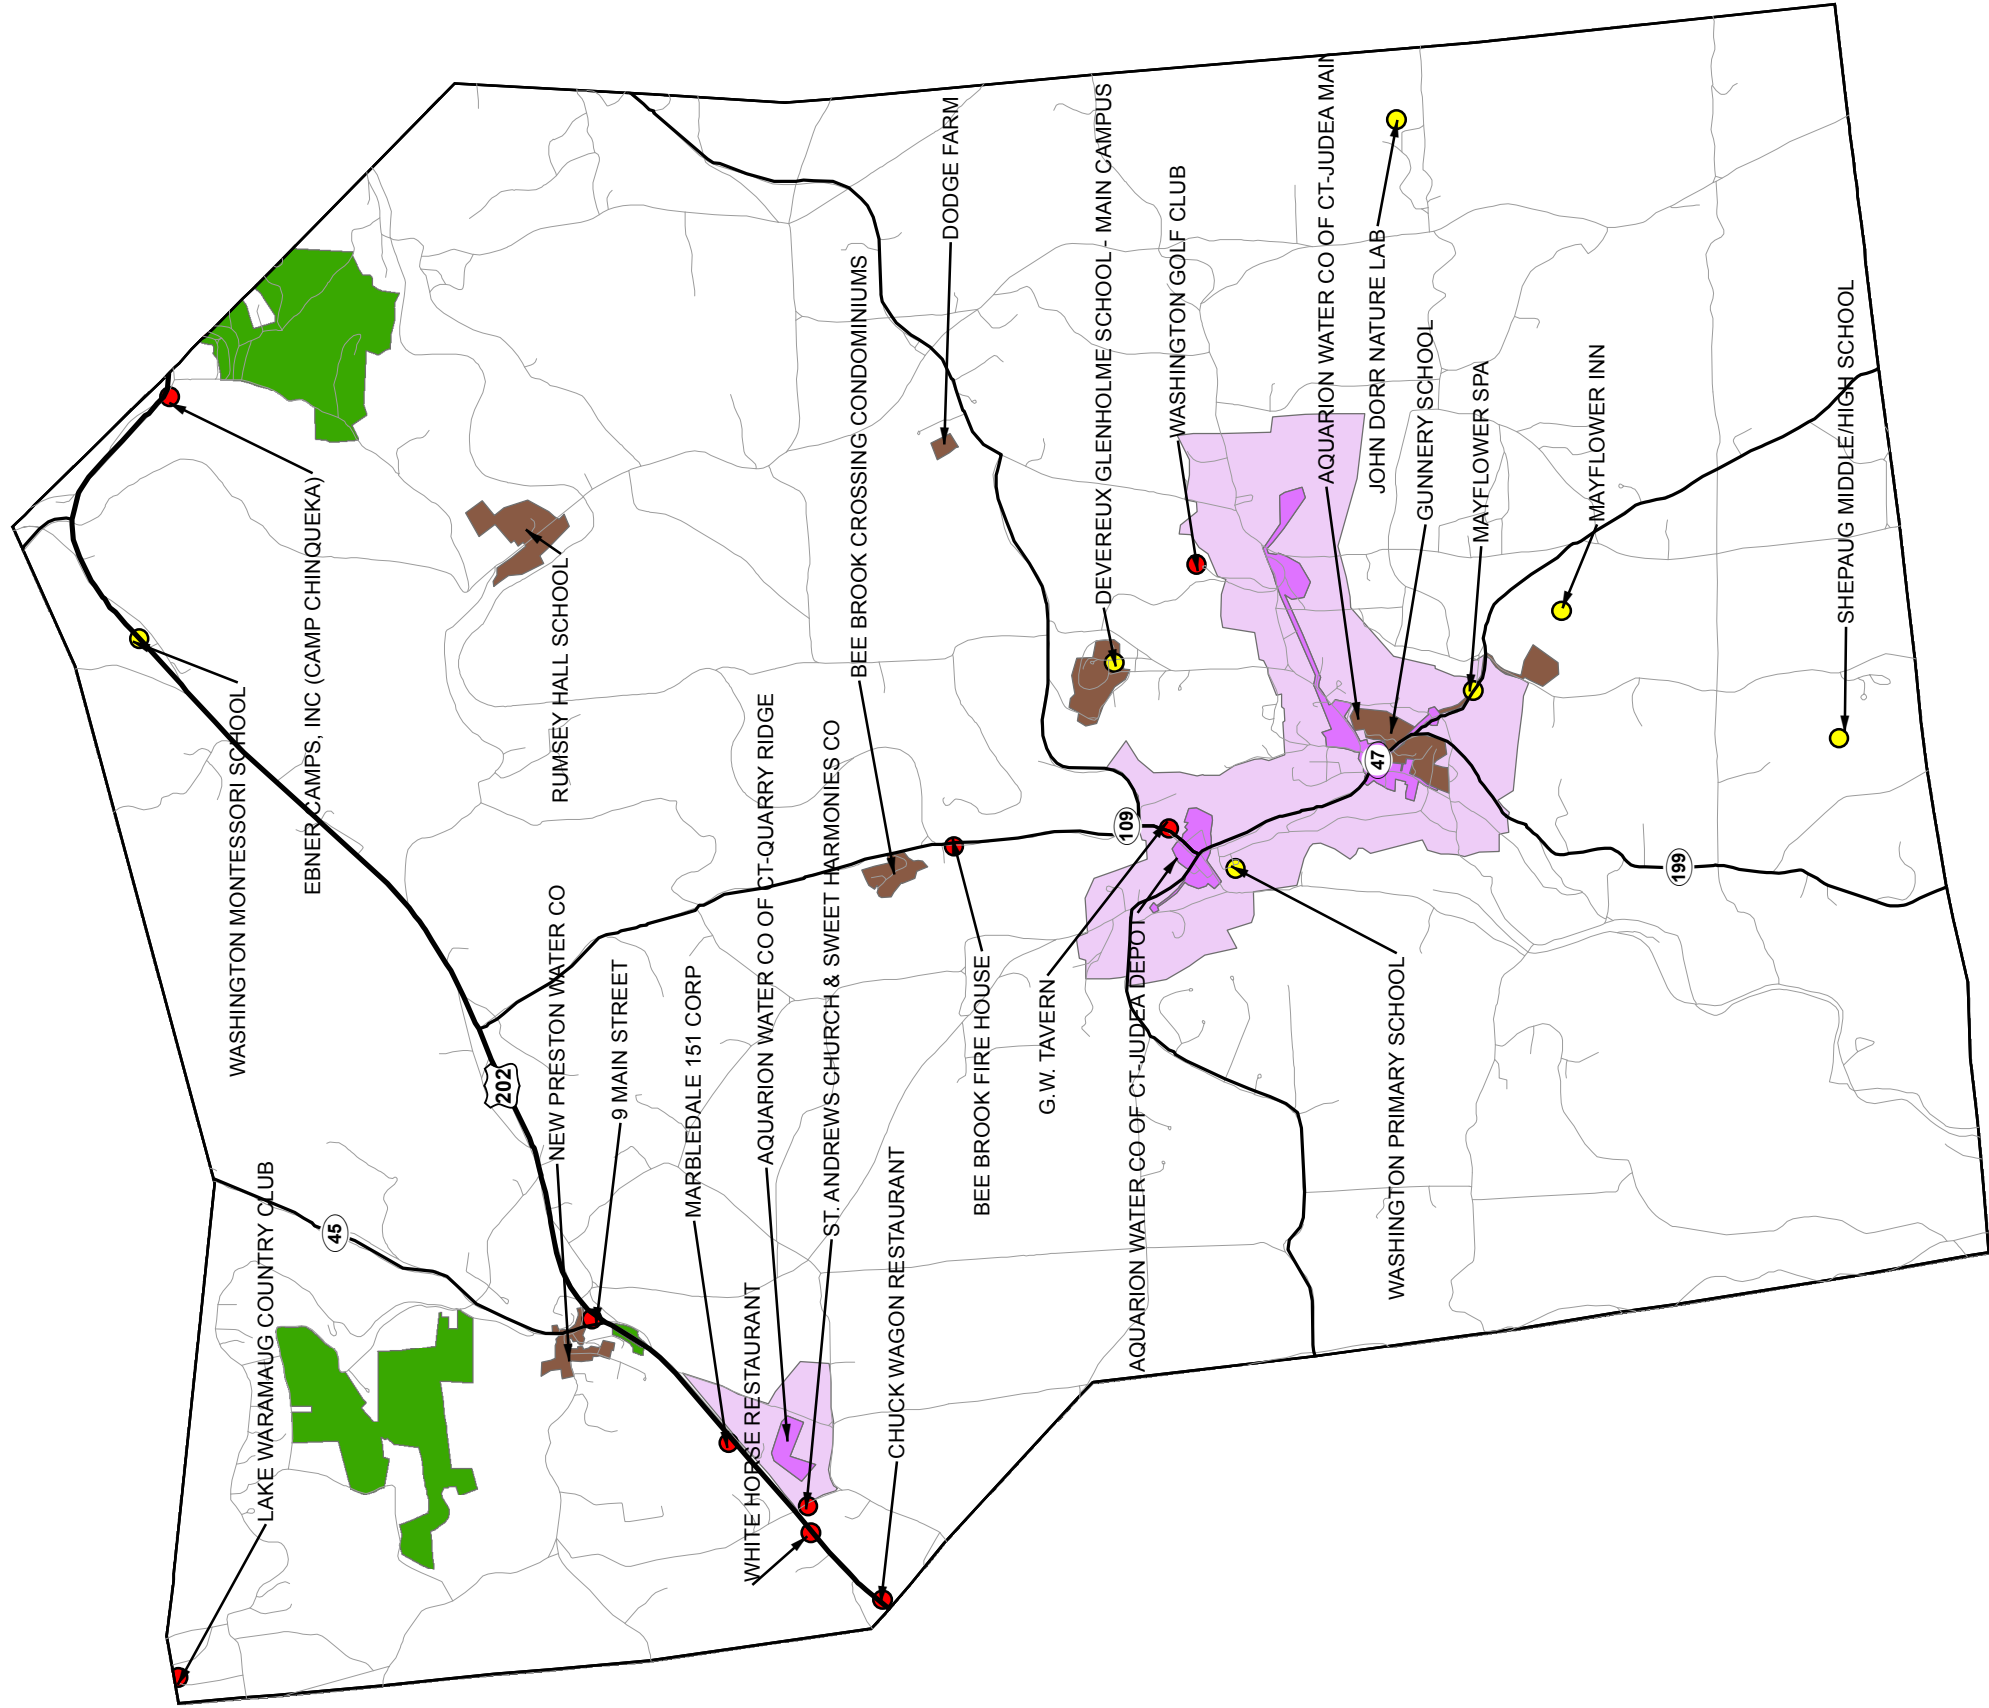 LAKE WARAMAUG COUNTRY CLUB
45
WASHINGTON MONTESSORI SCHOOL
EBNER CAMPS, INC (CAMP CHINQUEKA)
202
NEW PRESTON WATER CO
RUMSEY HALL SCHOOL
9 MAIN STREET
MARBLEDALE 151 CORP
WHITE HORSE RESTAURANT
AQUARION WATER CO OF CT-QUARRY RIDGE
ST. ANDREWS CHURCH & SWEET HARMONIES CO
BEE BROOK CROSSING CONDOMINIUMS
CHUCK WAGON RESTAURANT
DODGE FARM
BEE BROOK FIRE HOUSE
G.W. TAVERN
DEVEREUX GLENHOLME SCHOOL - MAIN CAMPUS
109
AQUARION WATER CO OF CT-JUDEA DEPOT
WASHINGTON GOLF CLUB
AQUARION WATER CO OF CT-JUDEA MAIN
47
JOHN DORR NATURE LAB
WASHINGTON PRIMARY SCHOOL
GUNNERY SCHOOL
MAYFLOWER SPA
MAYFLOWER INN
199
SHEPAUG MIDDLE/HIGH SCHOOL